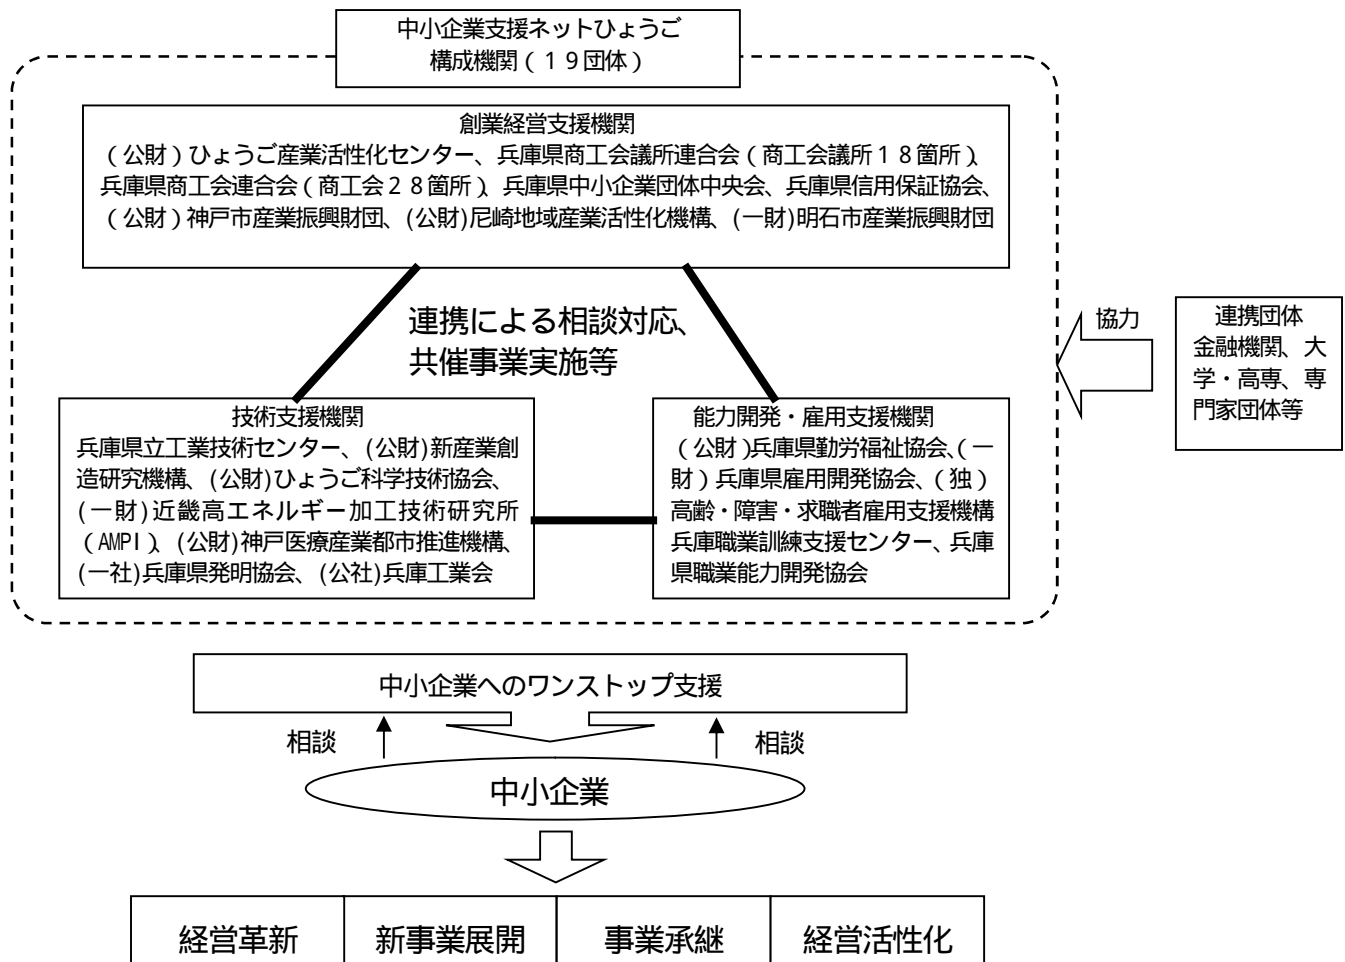 中小企業支援ネットひょうご
構成機関（１９団体）
創業経営支援機関
（公財）ひょうご産業活性化センター、兵庫県商工会議所連合会（商工会議所１８箇所）、
兵庫県商工会連合会（商工会２８箇所）、兵庫県中小企業団体中央会、兵庫県信用保証協会、
（公財）神戸市産業振興財団、(公財)尼崎地域産業活性化機構、(一財)明石市産業振興財団
連携による相談対応、
共催事業実施等
技術支援機関
兵庫県立工業技術センター、(公財)新産業創
造研究機構、(公財)ひょうご科学技術協会、
(一財)近畿高エネルギー加工技術研究所
（AMPI）、(公財)神戸医療産業都市推進機構、
(一社)兵庫県発明協会、(公社)兵庫工業会
能力開発・雇用支援機関
（公財）兵庫県勤労福祉協会、（一
財）兵庫県雇用開発協会、（独）
高齢・障害・求職者雇用支援機構
兵庫職業訓練支援センター、兵庫
県職業能力開発協会
協力
連携団体
金融機関、大
学・高専、専
門家団体等
中小企業へのワンストップ支援
相談
相談
中小企業
経営革新
新事業展開
事業承継
経営活性化